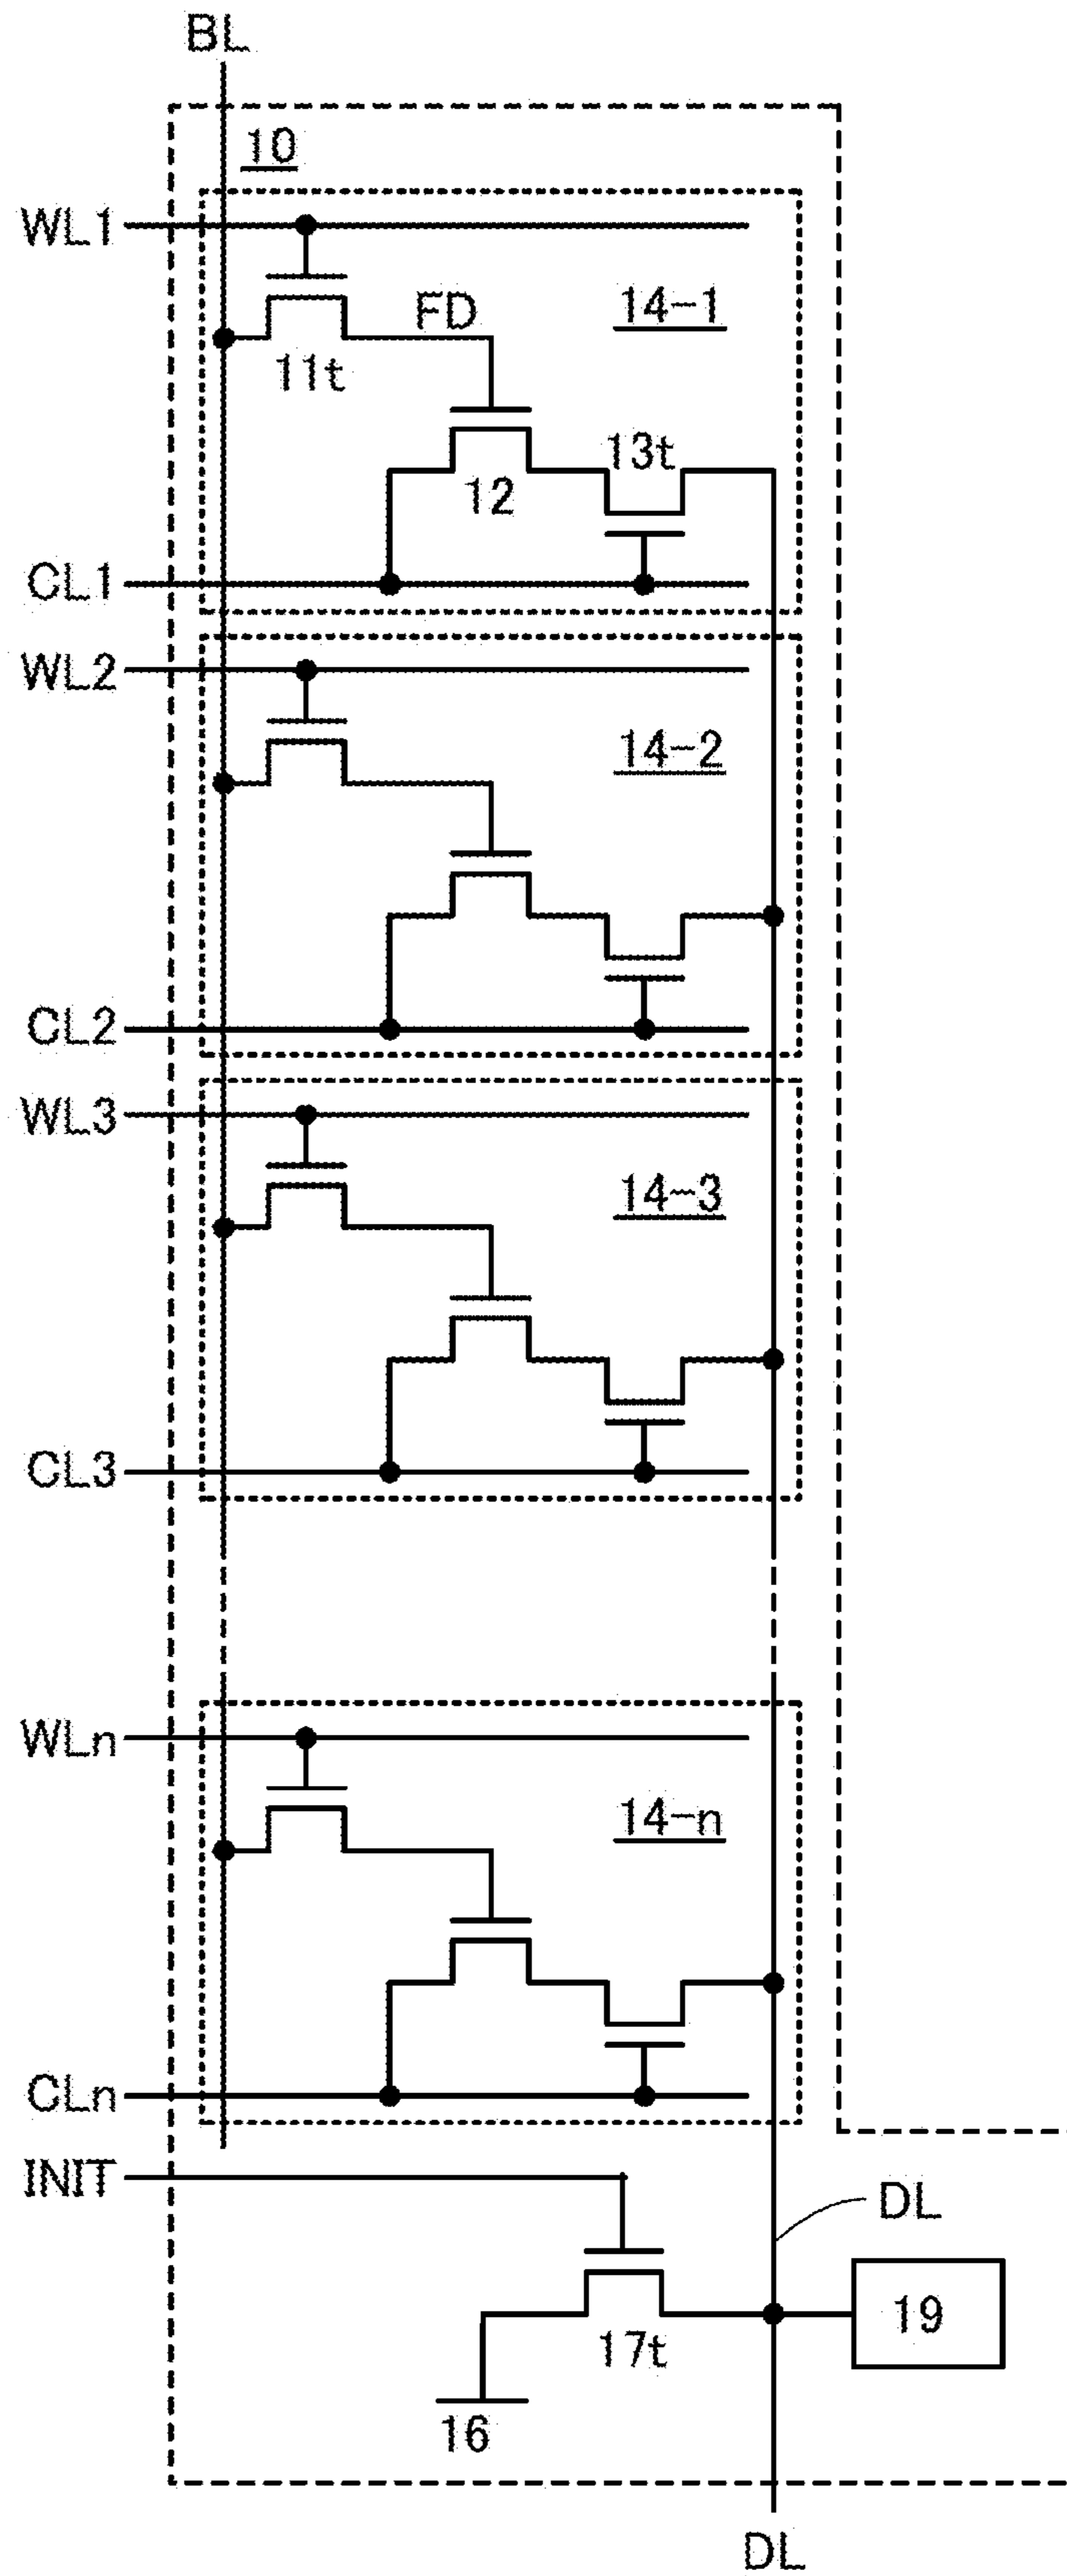 BL
10
WL1
FD
14-1
11t
13t
12
CL1
WL2
14-2
CL2
WL3
14-3
CL3
WLn
14-n
CLn
INIT
DL
19
17t
16
DL